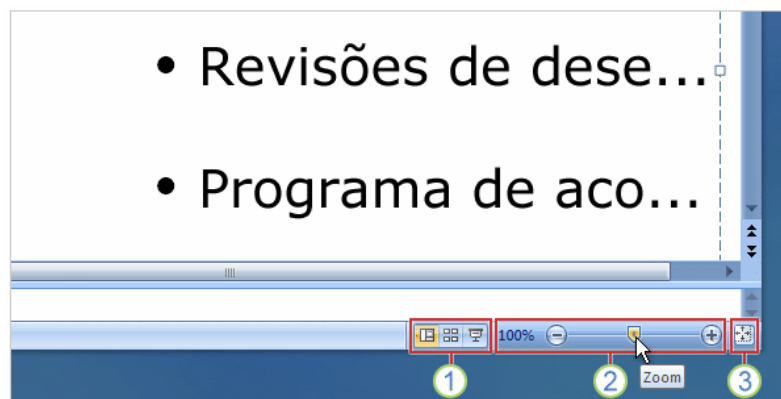 • Revisões de dese...
• Programa de aco...
100%
Zoom
1 2 3